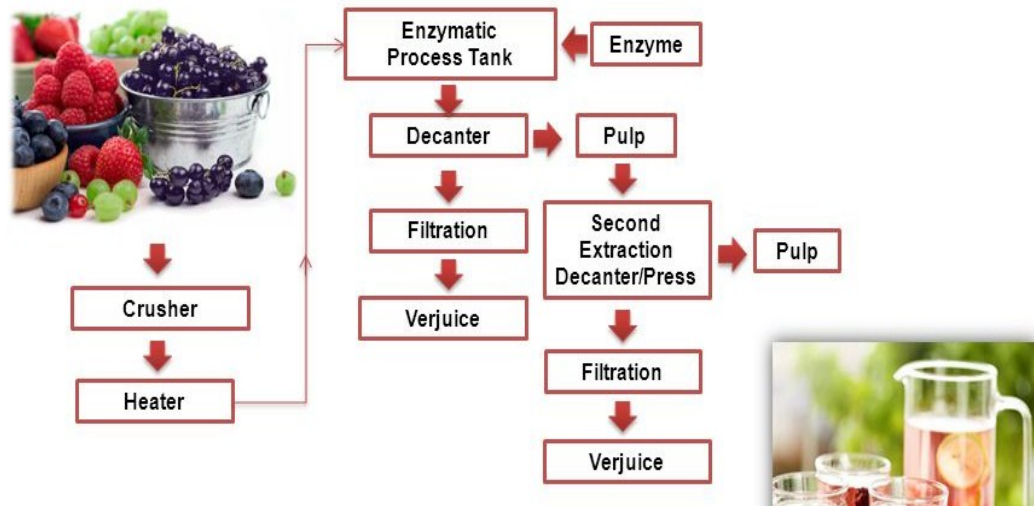 Enzymatic
Process Tank
Enzyme
Decanter
Pulp
Filtration
Second
Extraction
Decanter/Press
Pulp
Crusher
Verjuice
Heater
Filtration
Verjuice